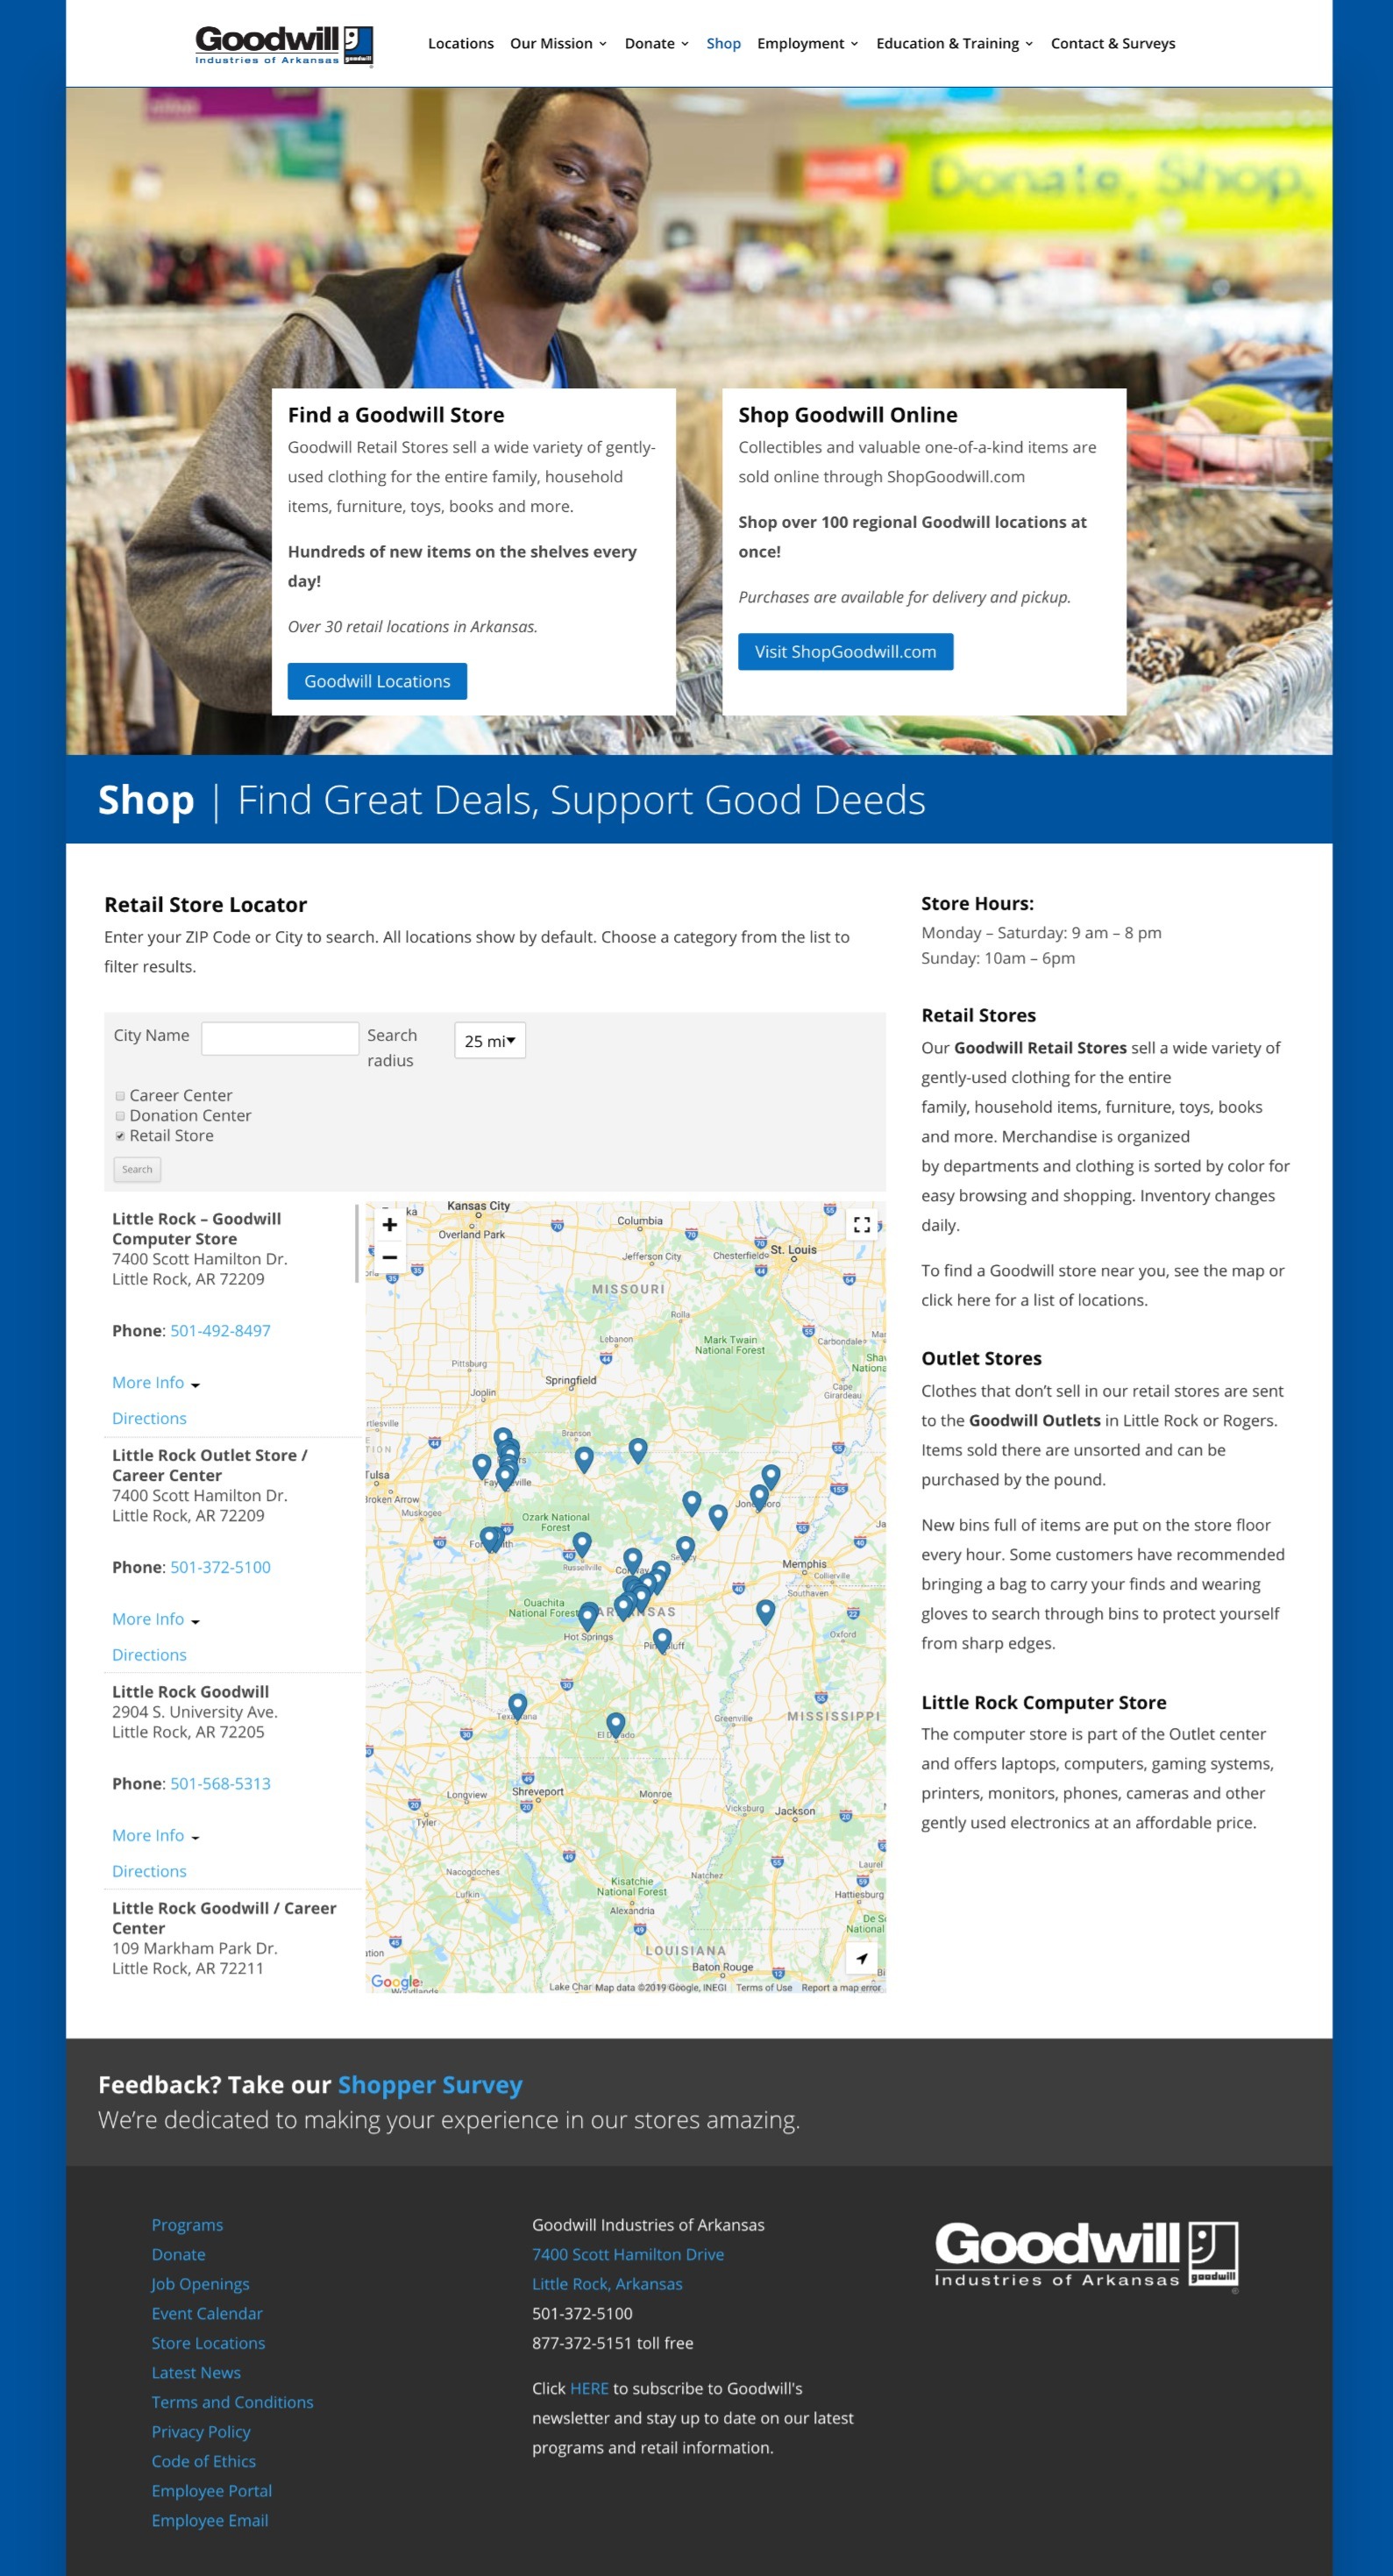 Goodwill
Industries of Arkansas
goodwill
Locations
Our Mission
Donate
Shop
Employment
Education & Training
Contact & Surveys
Donate, Shop,
Find a Goodwill Store
Goodwill Retail Stores sell a wide variety of gently-
used clothing for the entire family, household
items, furniture, toys, books and more.
Hundreds of new items on the shelves every
day!
Over 30 retail locations in Arkansas.
Goodwill Locations
Shop Goodwill Online
Collectibles and valuable one-of-a-kind items are
sold online through ShopGoodwill.com
Shop over 100 regional Goodwill locations at
once!
Purchases are available for delivery and pickup.
Visit ShopGoodwill.com
Shop | Find Great Deals, Support Good Deeds
Retail Store Locator
Enter your ZIP Code or City to search. All locations show by default. Choose a category from the list to
filter results.
City Name
Search
radius
25 mi
Career Center
Donation Center
Retail Store
Search
Little Rock – Goodwill
Computer Store
7400 Scott Hamilton Dr.
Little Rock, AR 72209
Phone: 501-492-8497
More Info
Directions
Little Rock Outlet Store /
Career Center
7400 Scott Hamilton Dr.
Little Rock, AR 72209
Phone: 501-372-5100
More Info
Directions
Little Rock Goodwill
2904 S. University Ave.
Little Rock, AR 72205
Phone: 501-568-5313
More Info
Directions
Little Rock Goodwill / Career
Center
109 Markham Park Dr.
Little Rock, AR 72211
Kansas City
Overland Park
Columbia
Jefferson City
Chesterfield
St. Louis
MISSOURI
Rolla
Lebanon
Mark Twain
National Forest
Carbondale
Pittsburg
Springfield
Joplin
Cape
Girardeau
Branson
Tulsa
Broken Arrow
Muskogee
Ozark National
Forest
Russellville
Memphis
Collierville
Southaven
Ouachita
National Forest
Hot Springs
Oxford
Greenville
MISSISSIPPI
Longview
Shreveport
Monroe
Vicksburg
Jackson
Tyler
Nacogdoches
Natchez
Laurel
Lufkin
Kisatchie
National Forest
Hattiesburg
Alexandria
De So
National
LOUISIANA
Baton Rouge
Google
Lake Char
Map data ©2019 Google, INEGI
Terms of Use
Report a map error
Store Hours:
Monday – Saturday: 9 am – 8 pm
Sunday: 10am – 6pm
Retail Stores
Our Goodwill Retail Stores sell a wide variety of
gently-used clothing for the entire
family, household items, furniture, toys, books
and more. Merchandise is organized
by departments and clothing is sorted by color for
easy browsing and shopping. Inventory changes
daily.
To find a Goodwill store near you, see the map or
click here for a list of locations.
Outlet Stores
Clothes that don’t sell in our retail stores are sent
to the Goodwill Outlets in Little Rock or Rogers.
Items sold there are unsorted and can be
purchased by the pound.
New bins full of items are put on the store floor
every hour. Some customers have recommended
bringing a bag to carry your finds and wearing
gloves to search through bins to protect yourself
from sharp edges.
Little Rock Computer Store
The computer store is part of the Outlet center
and offers laptops, computers, gaming systems,
printers, monitors, phones, cameras and other
gently used electronics at an affordable price.
Feedback? Take our Shopper Survey
We’re dedicated to making your experience in our stores amazing.
Programs
Donate
Job Openings
Event Calendar
Store Locations
Latest News
Terms and Conditions
Privacy Policy
Code of Ethics
Employee Portal
Employee Email
Goodwill Industries of Arkansas
7400 Scott Hamilton Drive
Little Rock, Arkansas
501-372-5100
877-372-5151 toll free
Click HERE to subscribe to Goodwill's
newsletter and stay up to date on our latest
programs and retail information.
Goodwill
Industries of Arkansas
goodwill